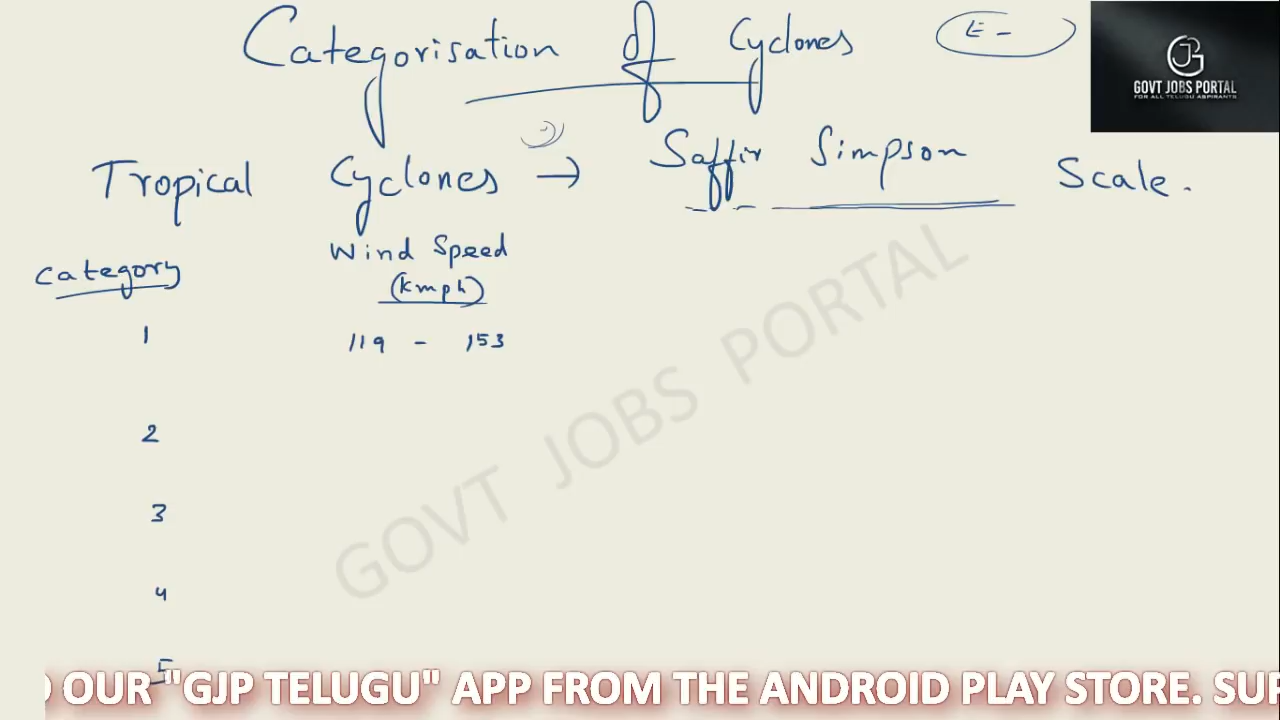 Categorisation of Cyclones E-
GOVT JOBS PORTAL
FOR ALL TELUGU ASPIRANTS
Tropical Cyclones → Saffir Simpson Scale.
Category Wind Speed
(kmph)
1 119 - 153
2
3
4
5
GOVT JOBS PORTAL
OUR "GJP TELUGU" APP FROM THE ANDROID PLAY STORE.